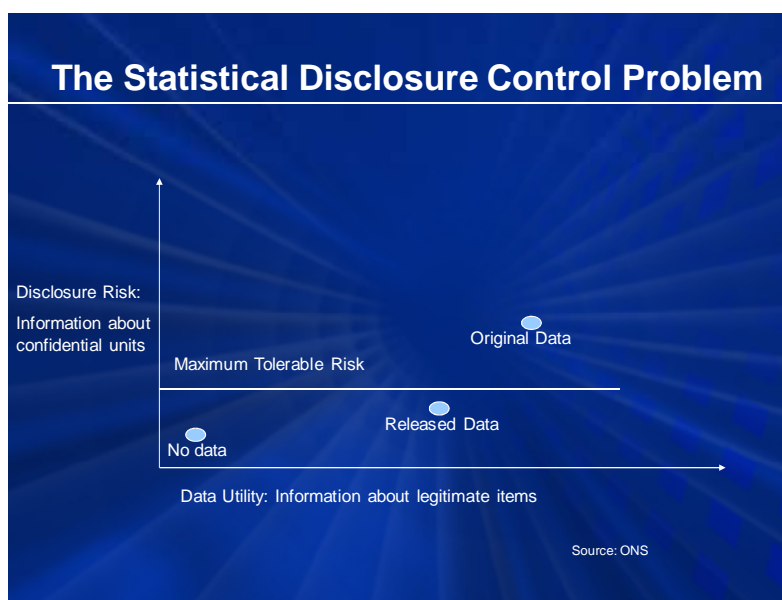 The Statistical Disclosure Control Problem
Disclosure Risk:
Information about
confidential units
Original Data
Maximum Tolerable Risk
Released Data
No data
Data Utility: Information about legitimate items
Source: ONS